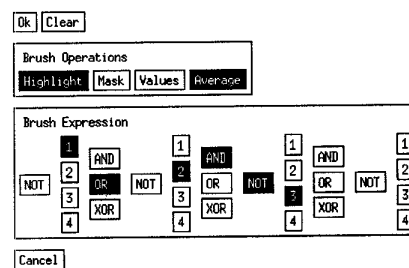 Ok Clear
Brush Operations
Highlight Mask Values Average
Brush Expression
1 1 1 1
AND AND AND
2 2 2 2
NOT OR NOT OR NOT OR NOT
3 3 3 3
XOR XOR XOR
4 4 4 4
Cancel